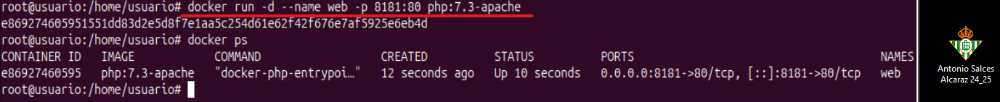 root@usuario:/home/usuario# docker run -d --name web -p 8181:80 php:7.3-apache
e869274605951551dd83d2e5d8f7e1aa5c254d61e62f42f676e7af5925e6eb4d
root@usuario:/home/usuario# docker ps
CONTAINER ID   IMAGE            COMMAND                  CREATED          STATUS          PORTS                                     NAMES
e86927460595   php:7.3-apache   "docker-php-entrypoi…"   12 seconds ago   Up 10 seconds   0.0.0.0:8181->80/tcp, [::]:8181->80/tcp   web
root@usuario:/home/usuario#
Antonio Salces
Alcaraz 24_25